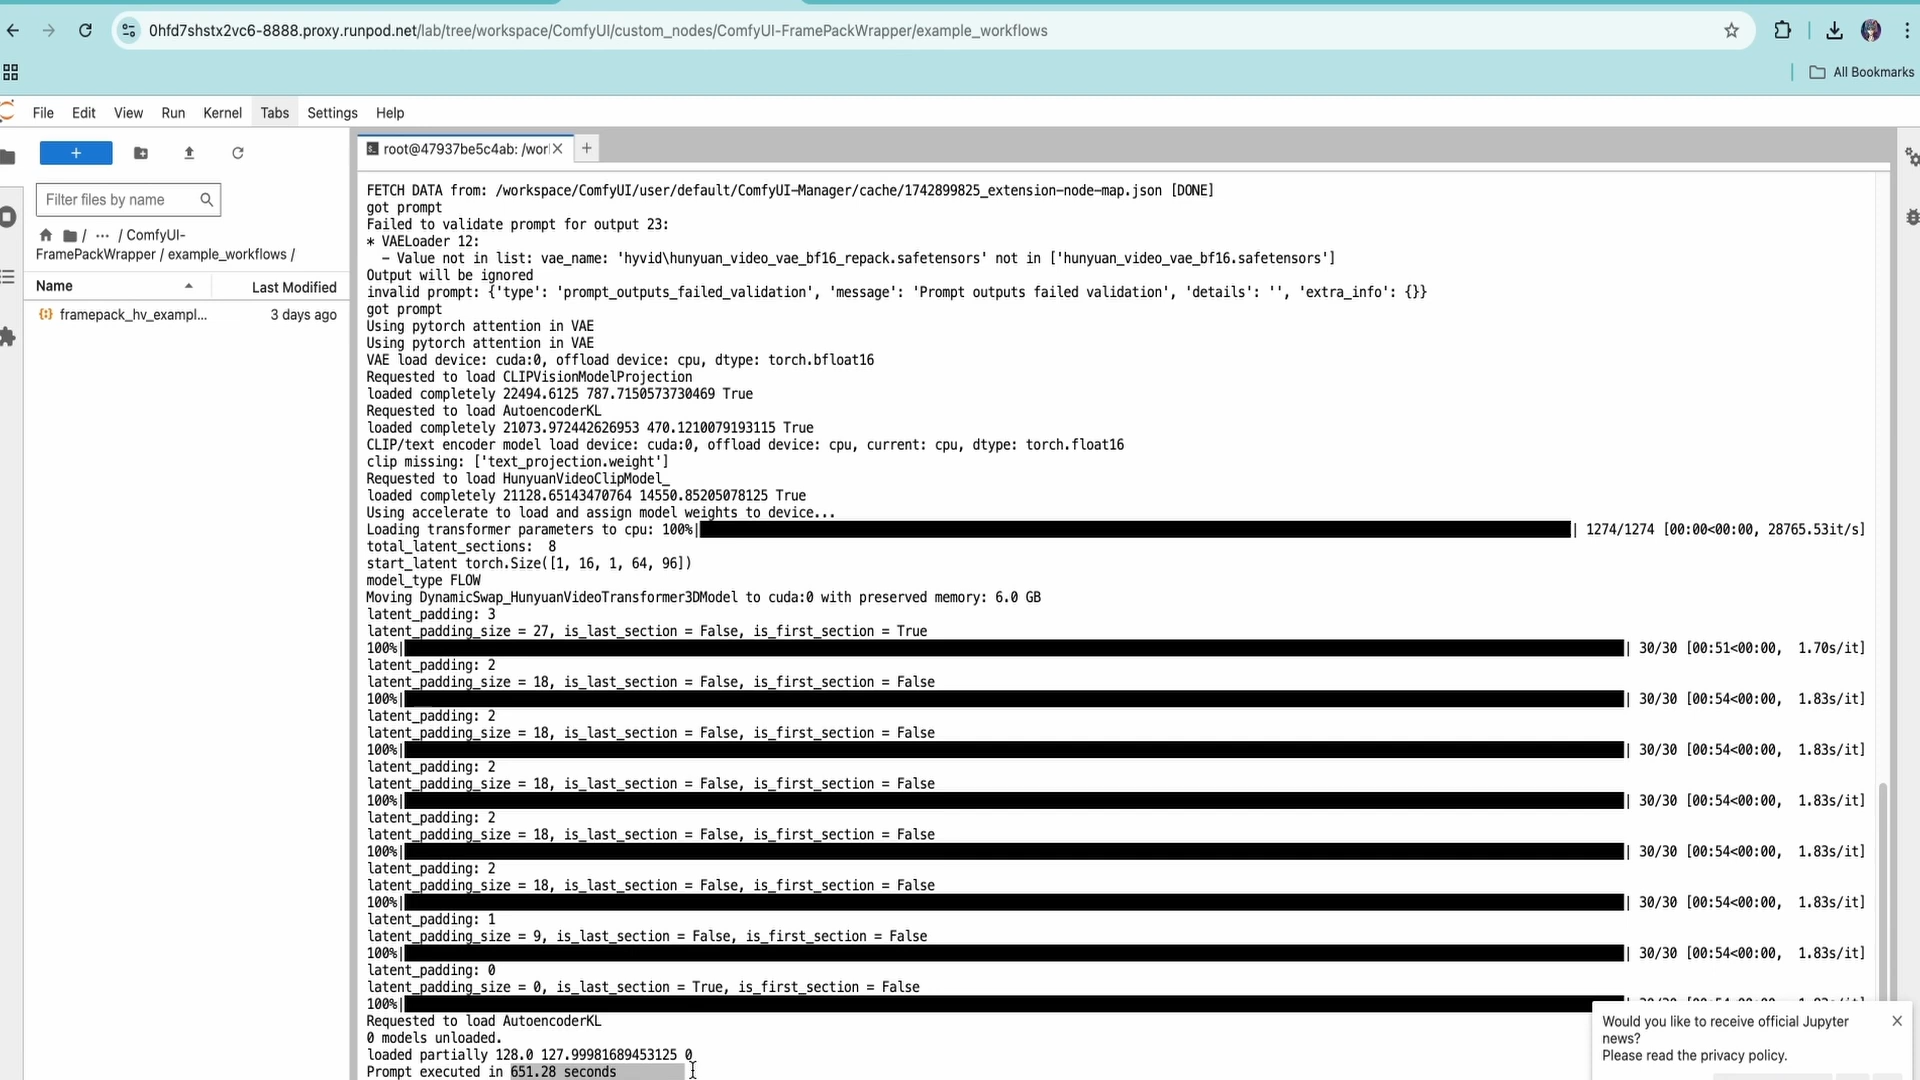 0hfd7shstx2vc6-8888.proxy.runpod.net/lab/tree/workspace/ComfyUI/custom_nodes/ComfyUI-FramePackWrapper/example_workflows
All Bookmarks
File Edit View Run Kernel Tabs Settings Help
+
root@47937be5c4ab: /wor
Filter files by name
/ ··· / ComfyUI-
FramePackWrapper / example_workflows /
Name Last Modified
framepack_hv_exampl... 3 days ago
FETCH DATA from: /workspace/ComfyUI/user/default/ComfyUI-Manager/cache/1742899825_extension-node-map.json [DONE]
got prompt
Failed to validate prompt for output 23:
* VAELoader 12:
- Value not in list: vae_name: 'hyvid\hunyuan_video_vae_bf16_repack.safetensors' not in ['hunyuan_video_vae_bf16.safetensors']
Output will be ignored
invalid prompt: {'type': 'prompt_outputs_failed_validation', 'message': 'Prompt outputs failed validation', 'details': '', 'extra_info': {}}
got prompt
Using pytorch attention in VAE
Using pytorch attention in VAE
VAE load device: cuda:0, offload device: cpu, dtype: torch.bfloat16
Requested to load CLIPVisionModelProjection
loaded completely 22494.6125 787.7150573730469 True
Requested to load AutoencoderKL
loaded completely 21073.972442626953 470.1210079193115 True
CLIP/text encoder model load device: cuda:0, offload device: cpu, current: cpu, dtype: torch.float16
clip missing: ['text_projection.weight']
Requested to load HunyuanVideoClipModel_
loaded completely 21128.65143470764 14550.85205078125 True
Using accelerate to load and assign model weights to device...
Loading transformer parameters to cpu: 100%| | 1274/1274 [00:00<00:00, 28765.53it/s]
total_latent_sections: 8
start_latent torch.Size([1, 16, 1, 64, 96])
model_type FLOW
Moving DynamicSwap_HunyuanVideoTransformer3DModel to cuda:0 with preserved memory: 6.0 GB
latent_padding: 3
latent_padding_size = 27, is_last_section = False, is_first_section = True
100%| | 30/30 [00:51<00:00, 1.70s/it]
latent_padding: 2
latent_padding_size = 18, is_last_section = False, is_first_section = False
100%| | 30/30 [00:54<00:00, 1.83s/it]
latent_padding: 2
latent_padding_size = 18, is_last_section = False, is_first_section = False
100%| | 30/30 [00:54<00:00, 1.83s/it]
latent_padding: 2
latent_padding_size = 18, is_last_section = False, is_first_section = False
100%| | 30/30 [00:54<00:00, 1.83s/it]
latent_padding: 2
latent_padding_size = 18, is_last_section = False, is_first_section = False
100%| | 30/30 [00:54<00:00, 1.83s/it]
latent_padding: 2
latent_padding_size = 18, is_last_section = False, is_first_section = False
100%| | 30/30 [00:54<00:00, 1.83s/it]
latent_padding: 1
latent_padding_size = 9, is_last_section = False, is_first_section = False
100%| | 30/30 [00:54<00:00, 1.83s/it]
latent_padding: 0
latent_padding_size = 0, is_last_section = True, is_first_section = False
100%|
Requested to load AutoencoderKL
0 models unloaded.
loaded partially 128.0 127.99981689453125 0
Prompt executed in 651.28 seconds
Would you like to receive official Jupyter
news?
Please read the privacy policy.